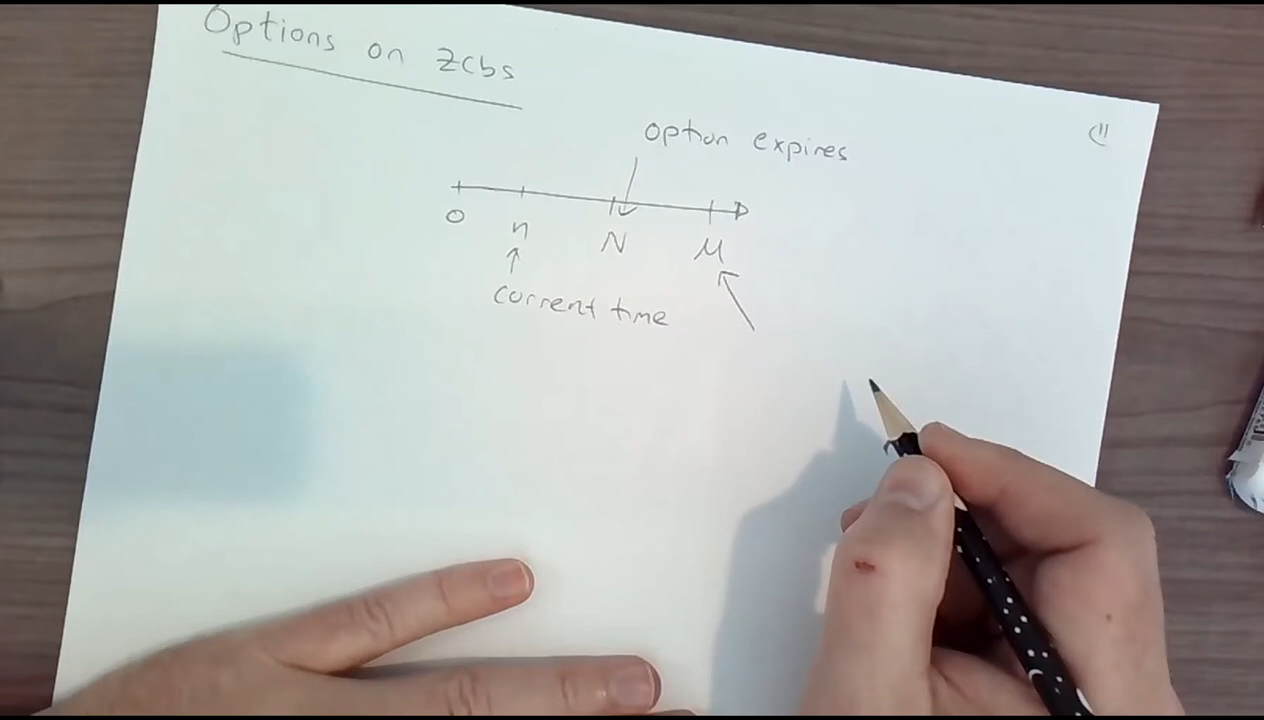 Options on zcbs
(1)
option expires
0 n N M
current time